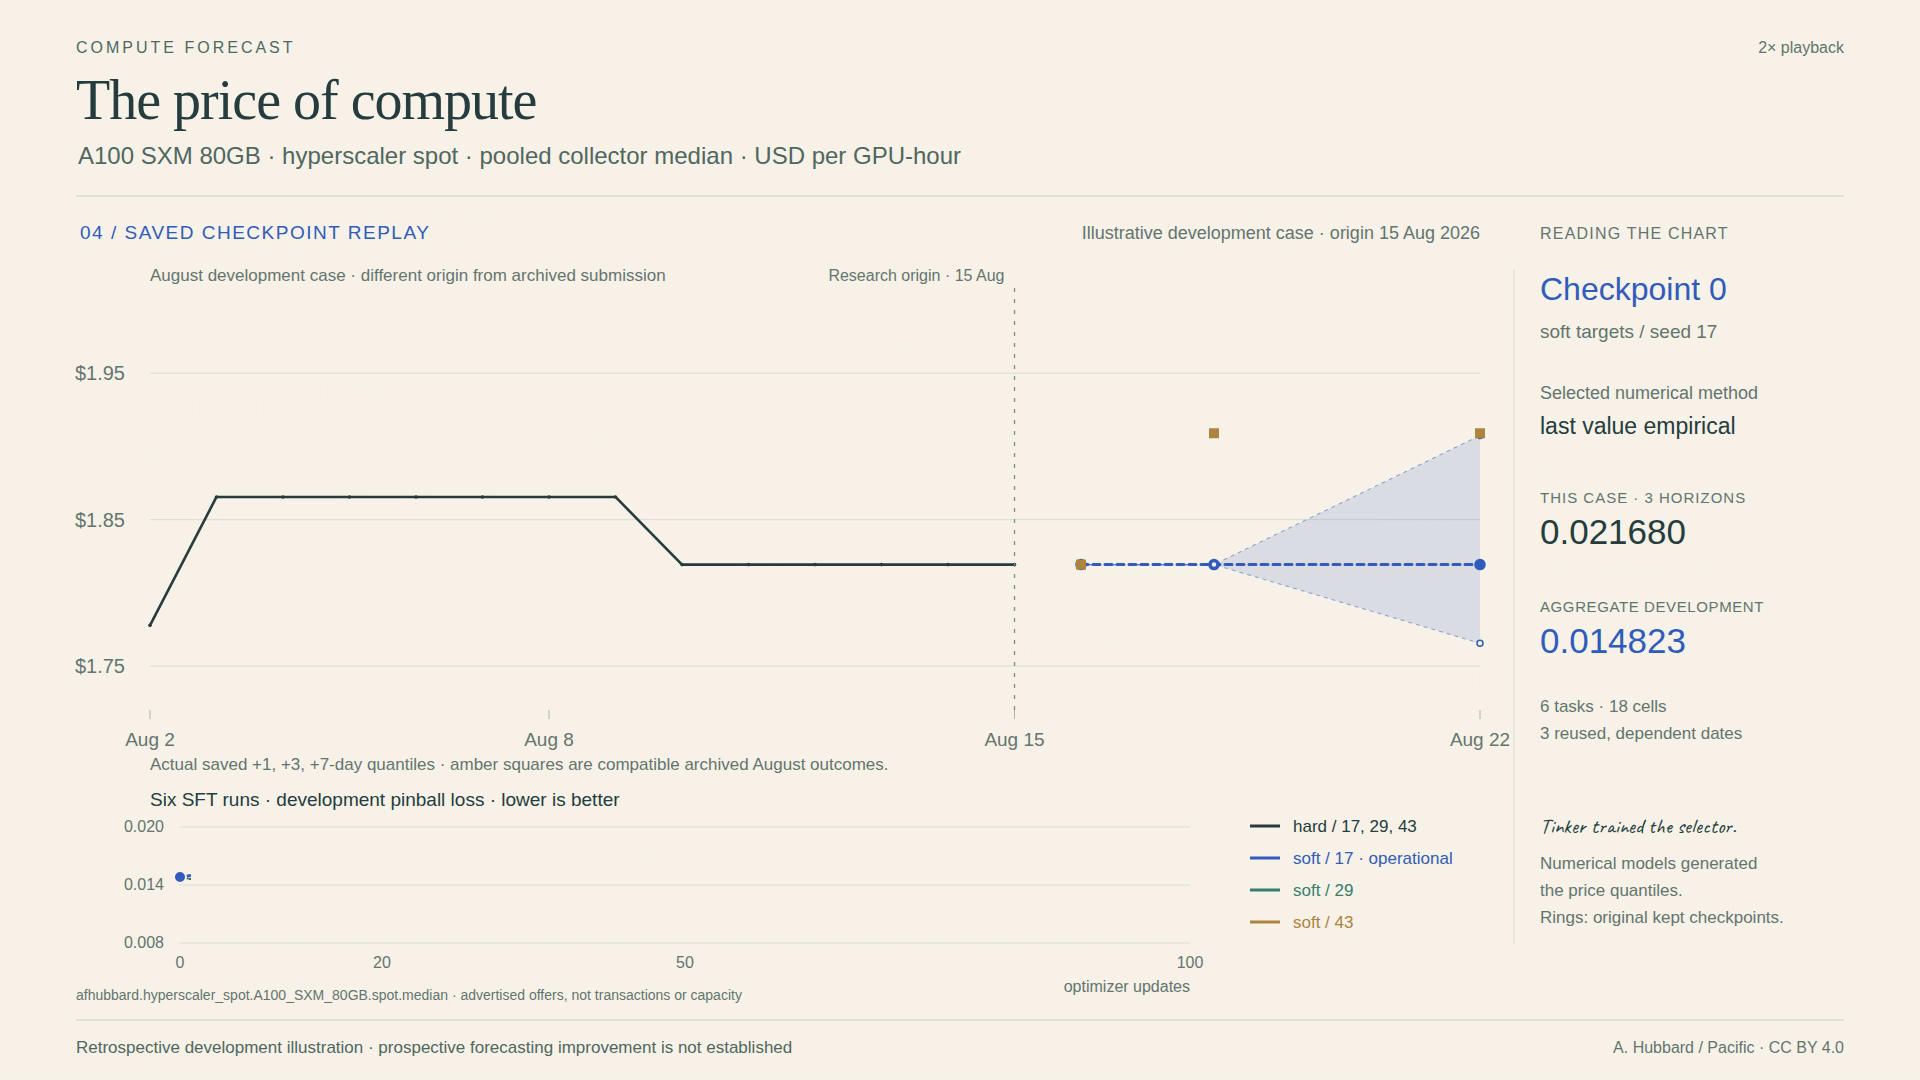 COMPUTE FORECAST
2× playback
The price of compute
A100 SXM 80GB · hyperscaler spot · pooled collector median · USD per GPU-hour
04 / SAVED CHECKPOINT REPLAY
Illustrative development case · origin 15 Aug 2026
READING THE CHART
August development case · different origin from archived submission
Research origin · 15 Aug
Checkpoint 0
soft targets / seed 17
$1.95
Selected numerical method
last value empirical
THIS CASE · 3 HORIZONS
$1.85
0.021680
AGGREGATE DEVELOPMENT
0.014823
$1.75
6 tasks · 18 cells
3 reused, dependent dates
Aug 2
Aug 8
Aug 15
Aug 22
Actual saved +1, +3, +7-day quantiles · amber squares are compatible archived August outcomes.
Six SFT runs · development pinball loss · lower is better
0.020
0.014
0.008
0
20
50
100
optimizer updates
hard / 17, 29, 43
soft / 17 · operational
soft / 29
soft / 43
Tinker trained the selector.
Numerical models generated
the price quantiles.
Rings: original kept checkpoints.
afhubbard.hyperscaler_spot.A100_SXM_80GB.spot.median · advertised offers, not transactions or capacity
Retrospective development illustration · prospective forecasting improvement is not established
A. Hubbard / Pacific · CC BY 4.0